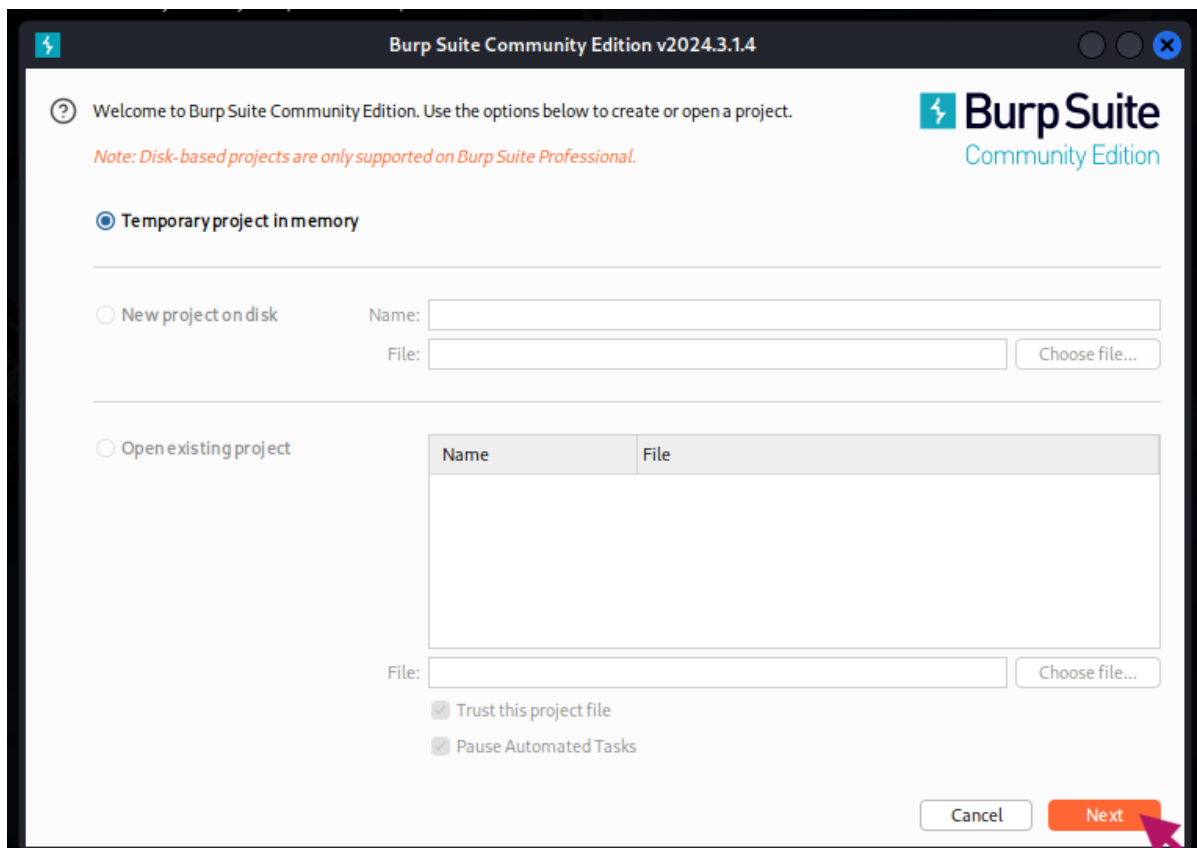 Burp Suite Community Edition v2024.3.1.4
Welcome to Burp Suite Community Edition. Use the options below to create or open a project.
Burp Suite
Community Edition
Note: Disk-based projects are only supported on Burp Suite Professional.
Temporary project in memory
New project on disk
Name:
File:
Choose file...
Open existing project
Name
File
File:
Choose file...
Trust this project file
Pause Automated Tasks
Cancel
Next